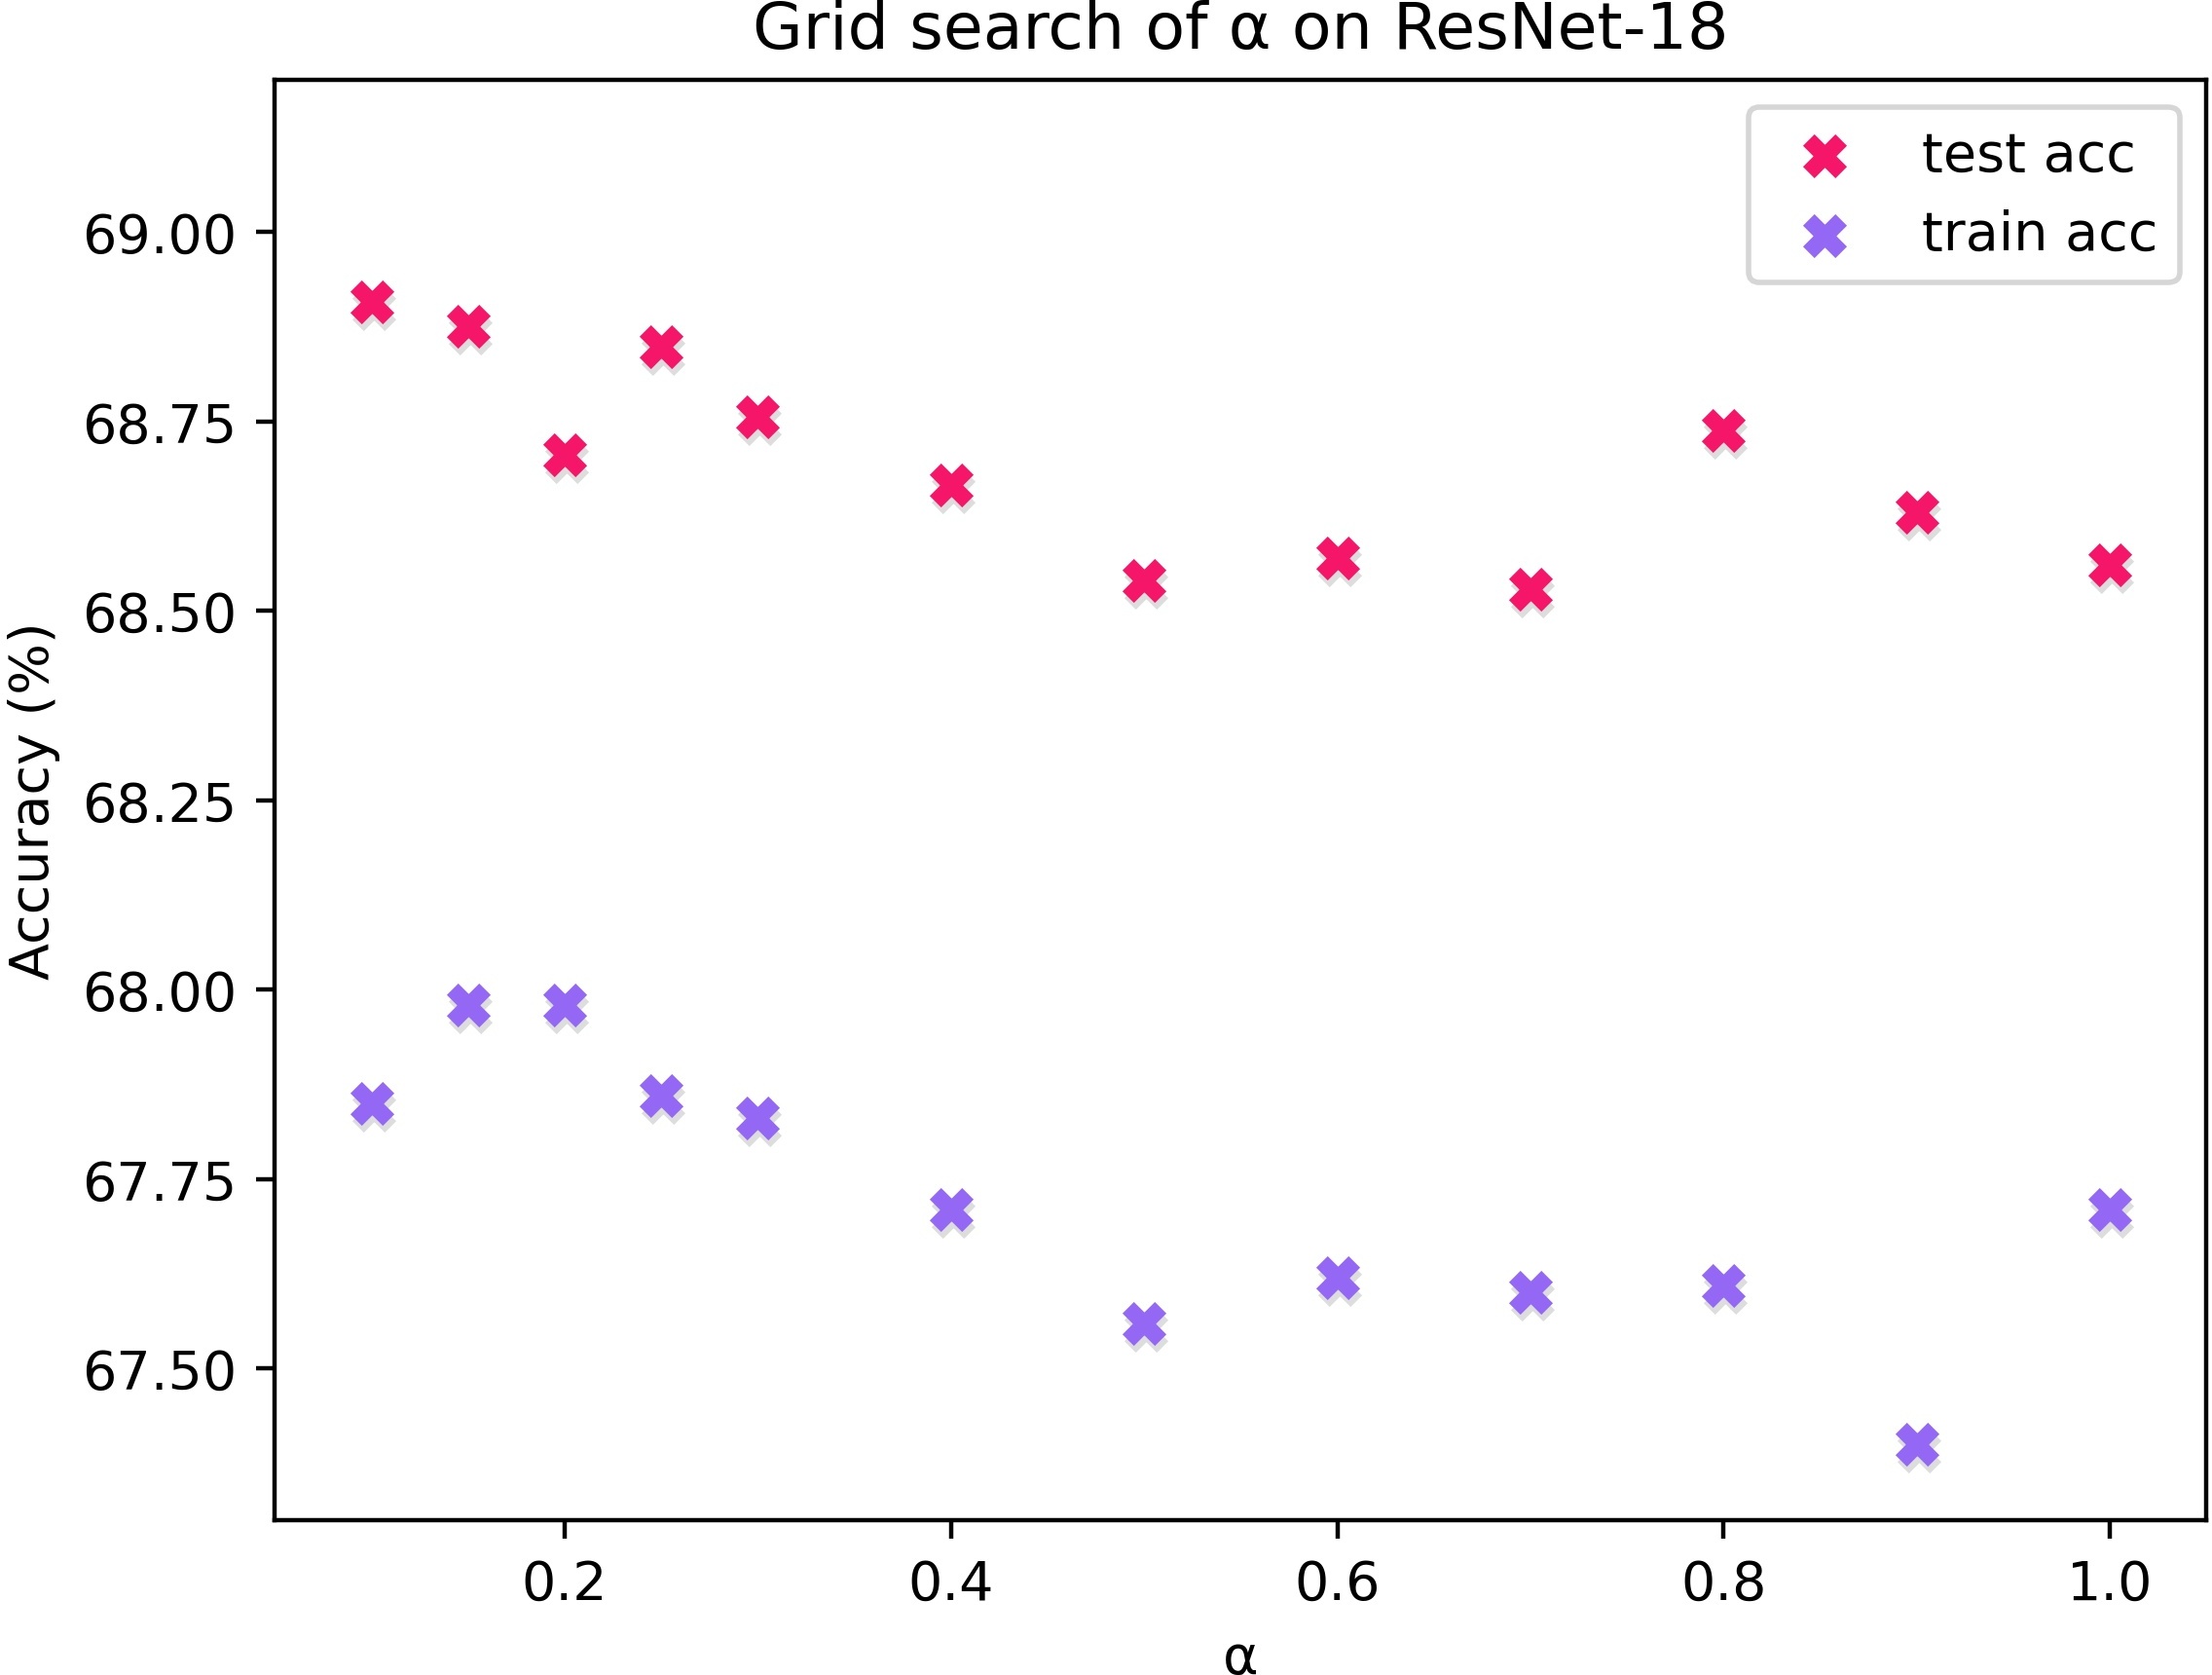 Grid search of α on ResNet-18
test acc
train acc
69.00
68.75
68.50
68.25
68.00
67.75
67.50
Accuracy (%)
0.2
0.4
0.6
0.8
1.0
α